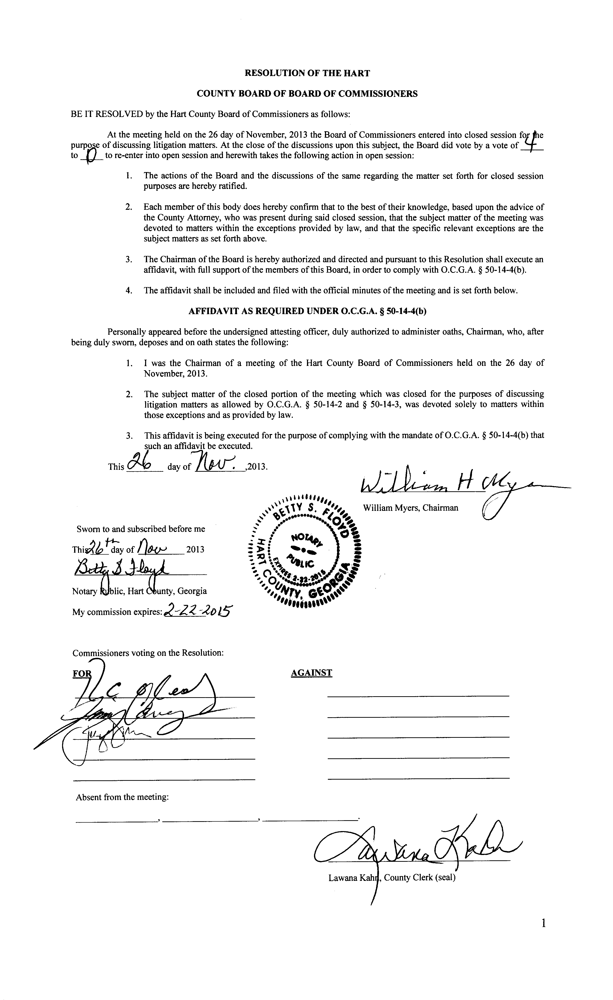 RESOLUTION OF THE HART
COUNTY BOARD OF BOARD OF COMMISSIONERS
BE IT RESOLVED by the Hart County Board of Commissioners as follows:
At the meeting held on the 26 day of November, 2013 the Board of Commissioners entered into closed session for the
purpose of discussing litigation matters. At the close of the discussions upon this subject, the Board did vote by a vote of 4
to 0 to re-enter into open session and herewith takes the following action in open session:
1. The actions of the Board and the discussions of the same regarding the matter set forth for closed session
purposes are hereby ratified.
2. Each member of this body does hereby confirm that to the best of their knowledge, based upon the advice of
the County Attorney, who was present during said closed session, that the subject matter of the meeting was
devoted to matters within the exceptions provided by law, and that the specific relevant exceptions are the
subject matters as set forth above.
3. The Chairman of the Board is hereby authorized and directed and pursuant to this Resolution shall execute an
affidavit, with full support of the members of this Board, in order to comply with O.C.G.A. § 50-14-4(b).
4. The affidavit shall be included and filed with the official minutes of the meeting and is set forth below.
AFFIDAVIT AS REQUIRED UNDER O.C.G.A. § 50-14-4(b)
Personally appeared before the undersigned attesting officer, duly authorized to administer oaths, Chairman, who, after
being duly sworn, deposes and on oath states the following:
1. I was the Chairman of a meeting of the Hart County Board of Commissioners held on the 26 day of
November, 2013.
2. The subject matter of the closed portion of the meeting which was closed for the purposes of discussing
litigation matters as allowed by O.C.G.A. § 50-14-2 and § 50-14-3, was devoted solely to matters within
those exceptions and as provided by law.
3. This affidavit is being executed for the purpose of complying with the mandate of O.C.G.A. § 50-14-4(b) that
such an affidavit be executed.
This 26 day of Nov. ,2013.
William H Myers
William Myers, Chairman
BETTY S. FLOYD
NOTARY
PUBLIC
EXPIRES 2-22-2015
HART COUNTY, GEORGIA
Sworn to and subscribed before me
This 26th day of Nov 2013
Betty S Floyd
Notary Public, Hart County, Georgia
My commission expires: 2-22-2015
Commissioners voting on the Resolution:
FOR AGAINST
Absent from the meeting:
Lawana Kahn
Lawana Kahn, County Clerk (seal)
1